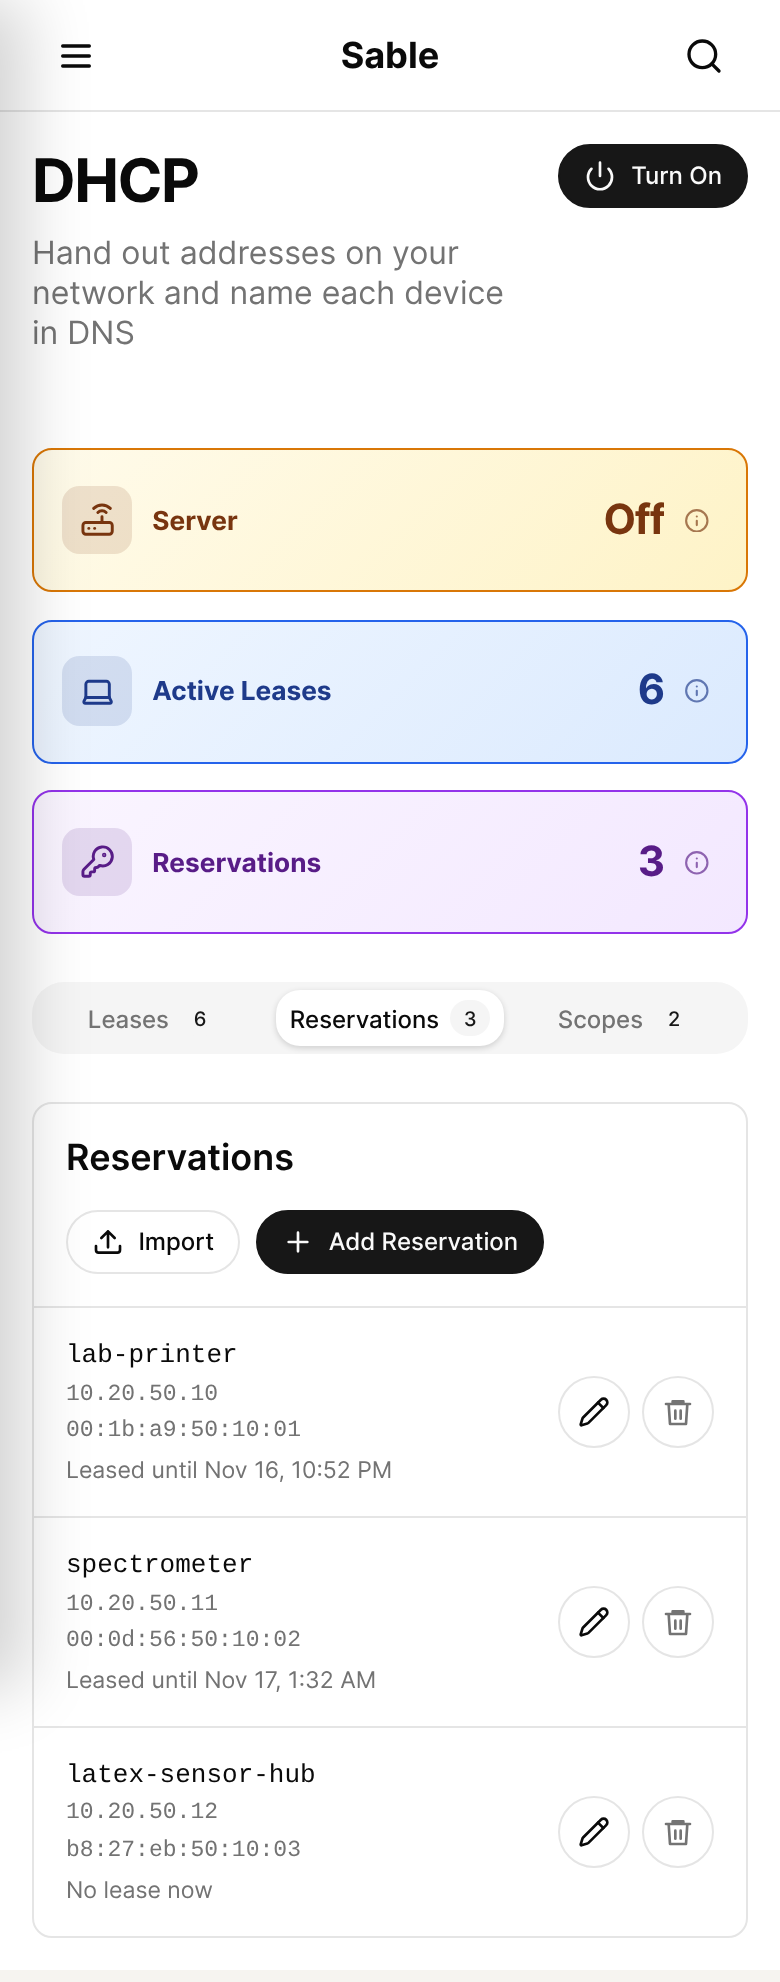 Sable
DHCP
Turn On
Hand out addresses on your
network and name each device
in DNS
Server
Off
Active Leases
6
Reservations
3
Leases 6
Reservations 3
Scopes 2
Reservations
Import
Add Reservation
lab-printer
10.20.50.10
00:1b:a9:50:10:01
Leased until Nov 16, 10:52 PM
spectrometer
10.20.50.11
00:0d:56:50:10:02
Leased until Nov 17, 1:32 AM
latex-sensor-hub
10.20.50.12
b8:27:eb:50:10:03
No lease now